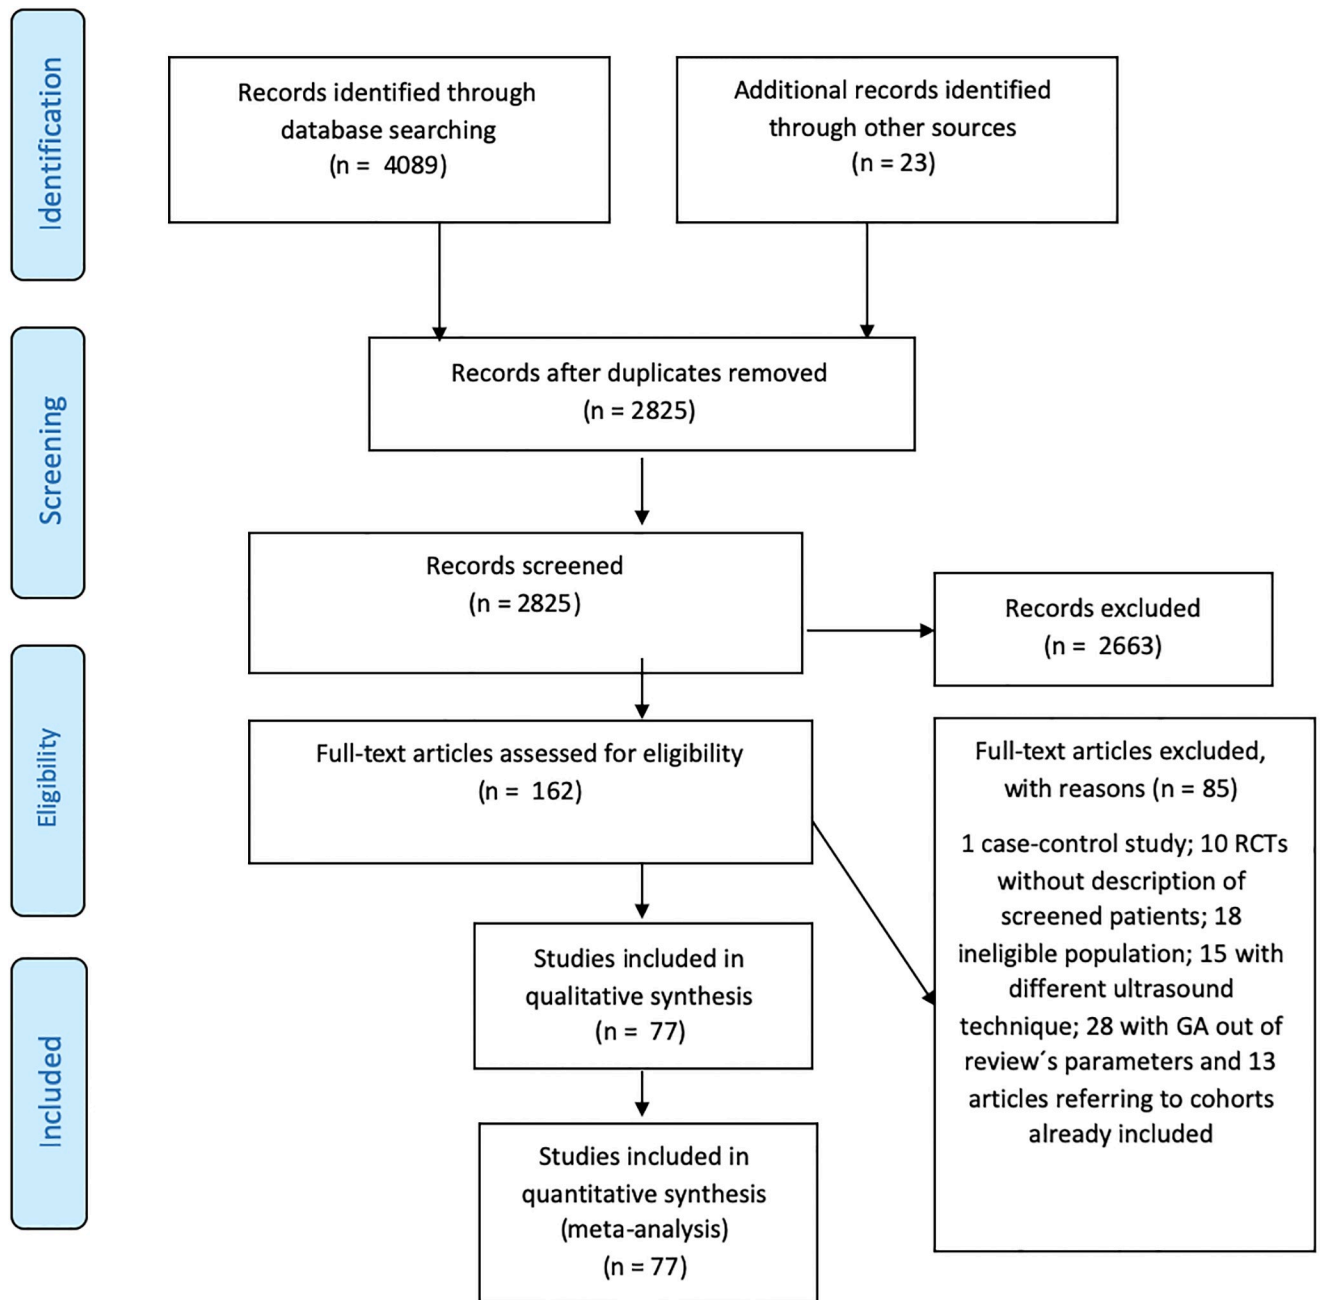 Identification
Records identified through
database searching
(n = 4089)
Additional records identified
through other sources
(n = 23)
Screening
Records after duplicates removed
(n = 2825)
Records screened
(n = 2825)
Records excluded
(n = 2663)
Eligibility
Full-text articles assessed for eligibility
(n = 162)
Full-text articles excluded,
with reasons (n = 85)
1 case-control study; 10 RCTs
without description of
screened patients; 18
ineligible population; 15 with
different ultrasound
technique; 28 with GA out of
review´s parameters and 13
articles referring to cohorts
already included
Included
Studies included in
qualitative synthesis
(n = 77)
Studies included in
quantitative synthesis
(meta-analysis)
(n = 77)